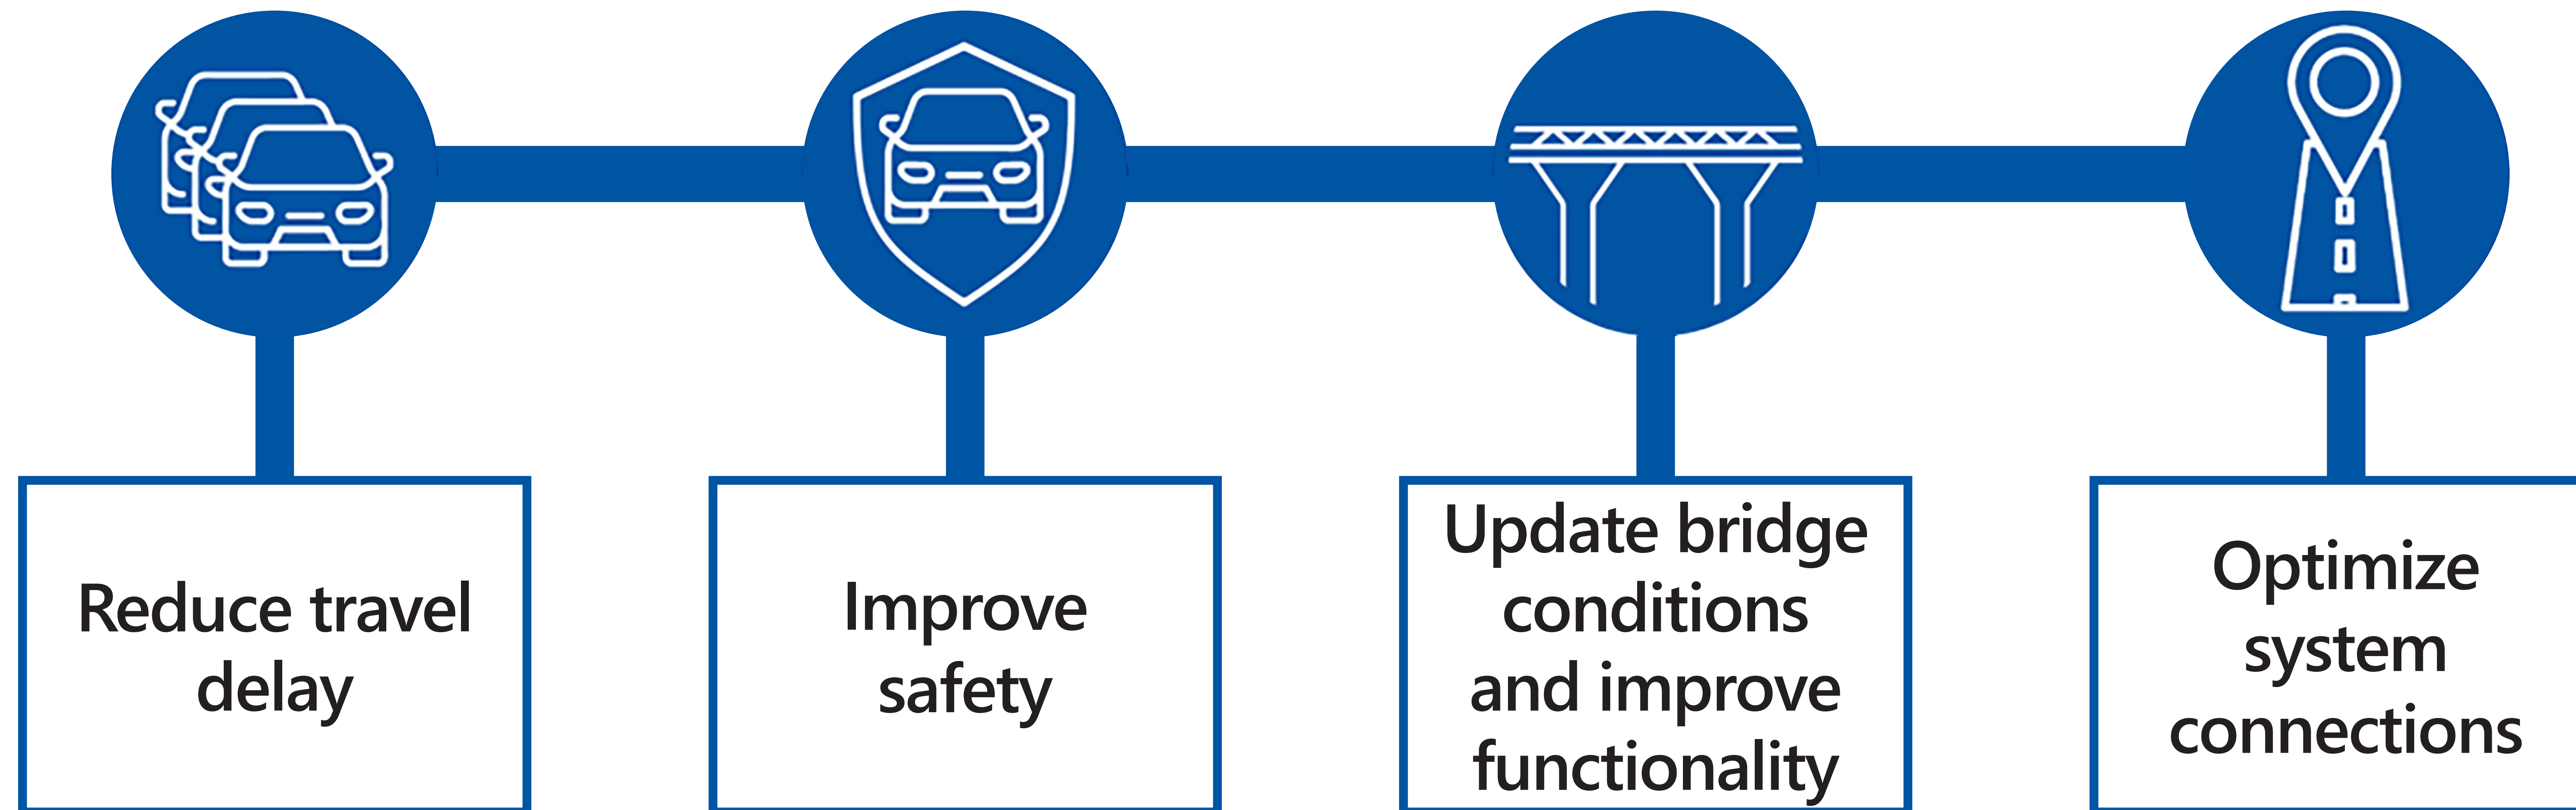 Reduce travel
delay
Improve
safety
Update bridge
conditions
and improve
functionality
Optimize
system
connections